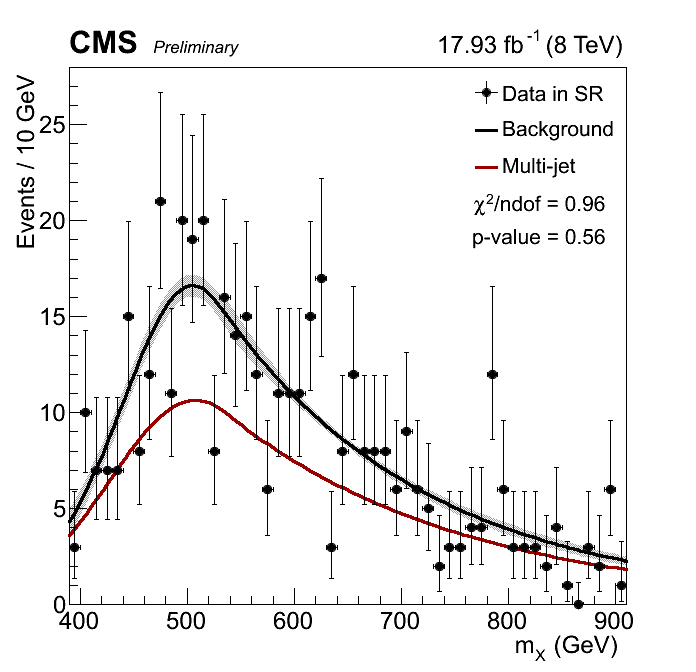 CMS Preliminary 17.93 fb⁻¹ (8 TeV)
Events / 10 GeV
25
20
15
10
5
0
Data in SR
Background
Multi-jet
χ²/ndof = 0.96
p-value = 0.56
400 500 600 700 800 900
m_X (GeV)